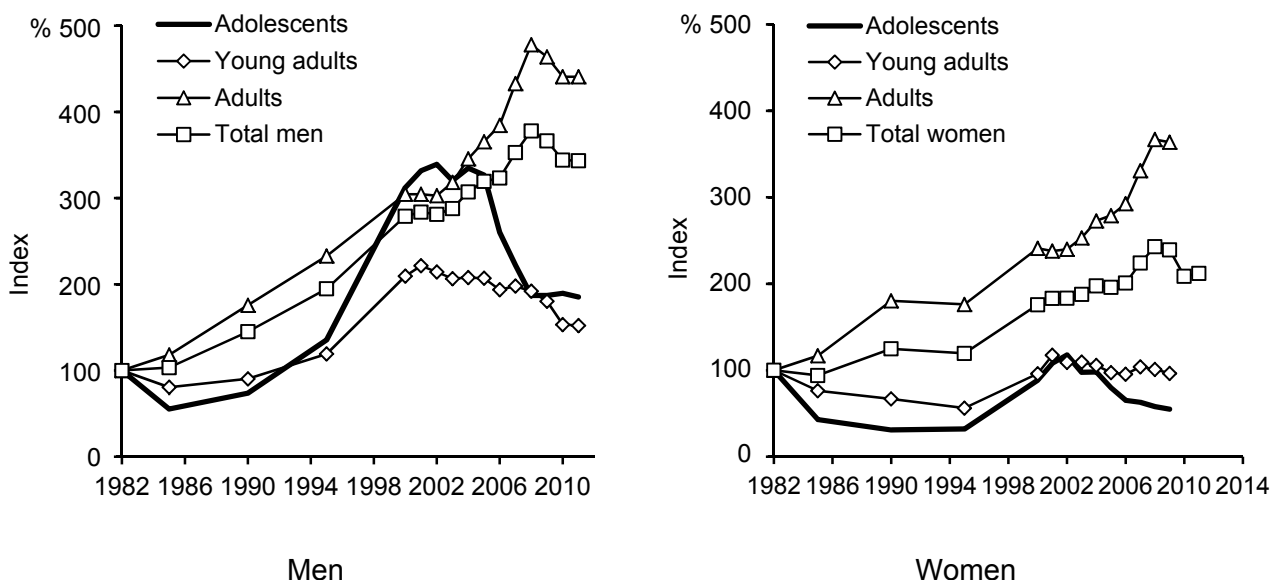 % 500
400
300
200
100
0
Index
Adolescents
Young adults
Adults
Total men
1982 1986 1990 1994 1998 2002 2006 2010
Men
% 500
400
300
200
100
0
Index
Adolescents
Young adults
Adults
Total women
1982 1986 1990 1994 1998 2002 2006 2010 2014
Women